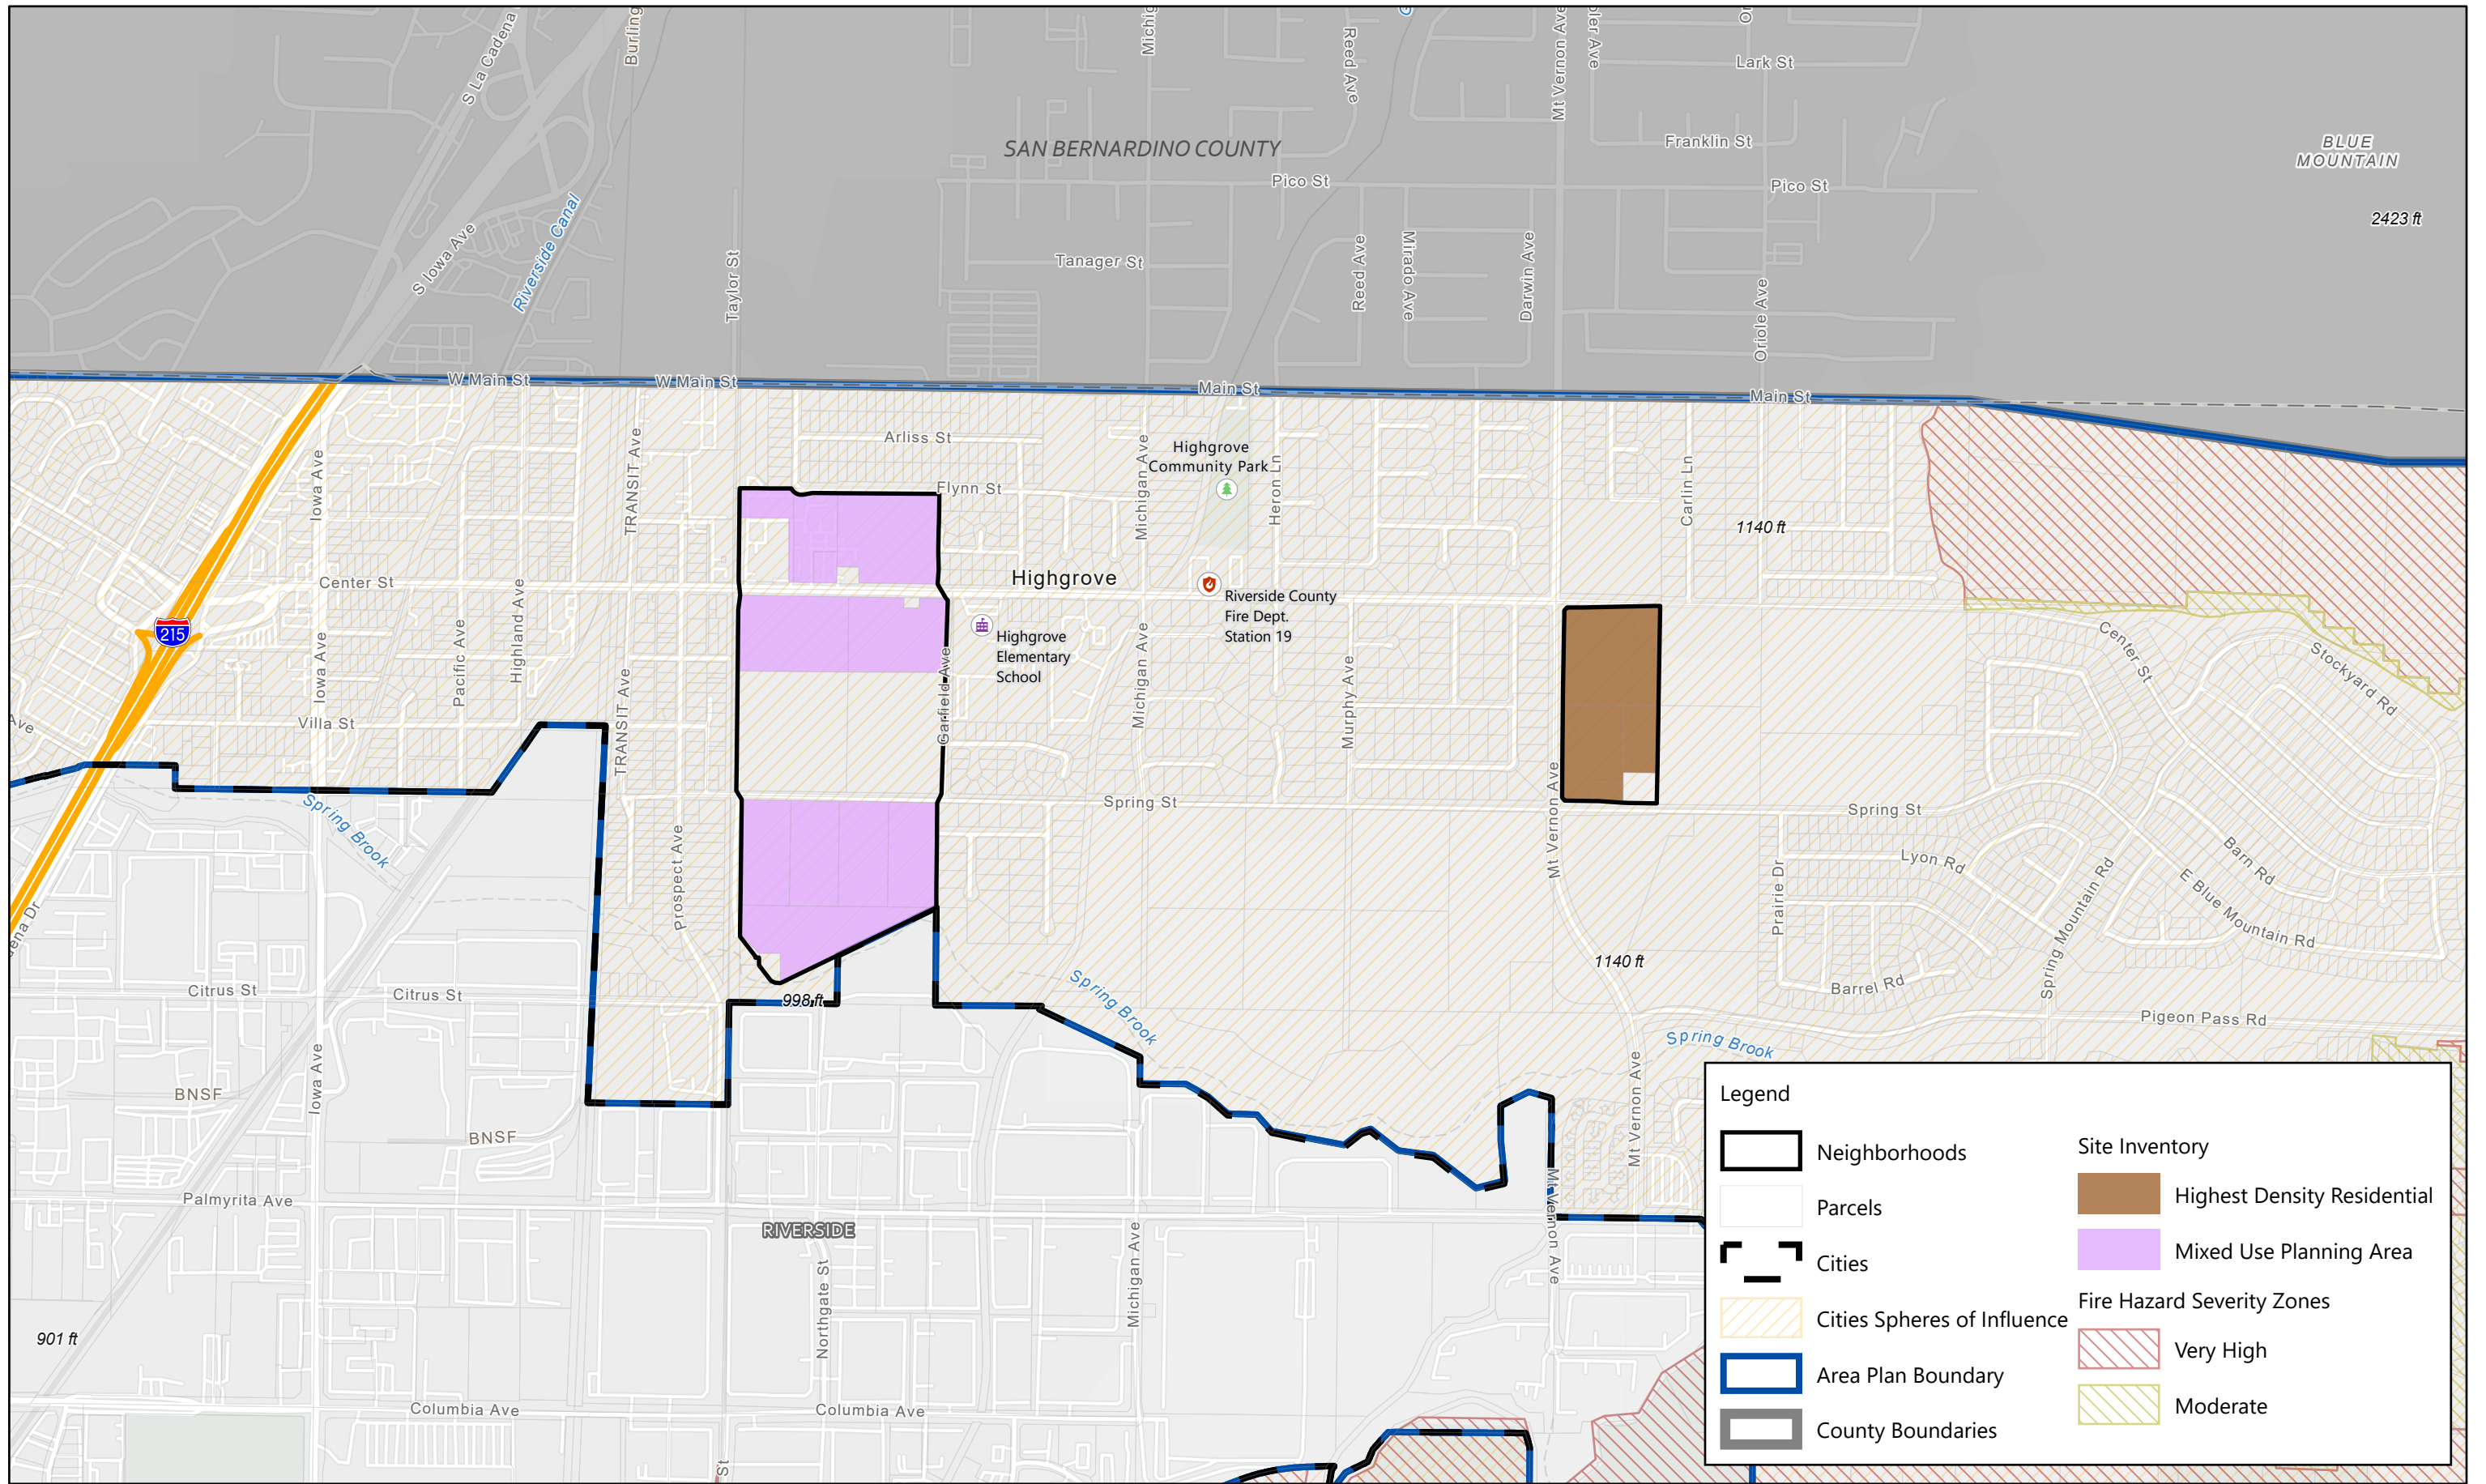 S La Cadena
Burling
Michig
Reed Ave
Mt Vernon Ave
Lark St
SAN BERNARDINO COUNTY
Franklin St
BLUE
MOUNTAIN
Pico St
Pico St
2423 ft
S Iowa Ave
Riverside Canal
Taylor St
Tanager St
Reed Ave
Mirado Ave
Darwin Ave
Oriole Ave
W Main St
W Main St
Main St
Main St
Iowa Ave
TRANSIT Ave
Arliss St
Michigan Ave
Highgrove
Community Park
Heron Ln
Flynn St
Carlin Ln
1140 ft
Center St
Highland Ave
Highgrove
Riverside County
Fire Dept.
Station 19
215
Iowa Ave
Pacific Ave
TRANSIT Ave
Highgrove
Elementary
School
Garfield Ave
Michigan Ave
Murphy Ave
Center St
Stockyard Rd
Ave
Villa St
Spring Brook
Spring St
Mt Vernon Ave
Spring St
Prospect Ave
Lyon Rd
Barn Rd
Prairie Dr
E Blue Mountain Rd
Spring Mountain Rd
1140 ft
Citrus St
Citrus St
998 ft
Spring Brook
Barrel Rd
Pigeon Pass Rd
Spring Brook
Iowa Ave
BNSF
BNSF
Mt Vernon Ave
Palmyrita Ave
RIVERSIDE
Northgate St
Michigan Ave
Mt Vernon Ave
901 ft
Columbia Ave
Columbia Ave
St
Legend
Neighborhoods
Parcels
Cities
Cities Spheres of Influence
Area Plan Boundary
County Boundaries
Site Inventory
Highest Density Residential
Mixed Use Planning Area
Fire Hazard Severity Zones
Very High
Moderate